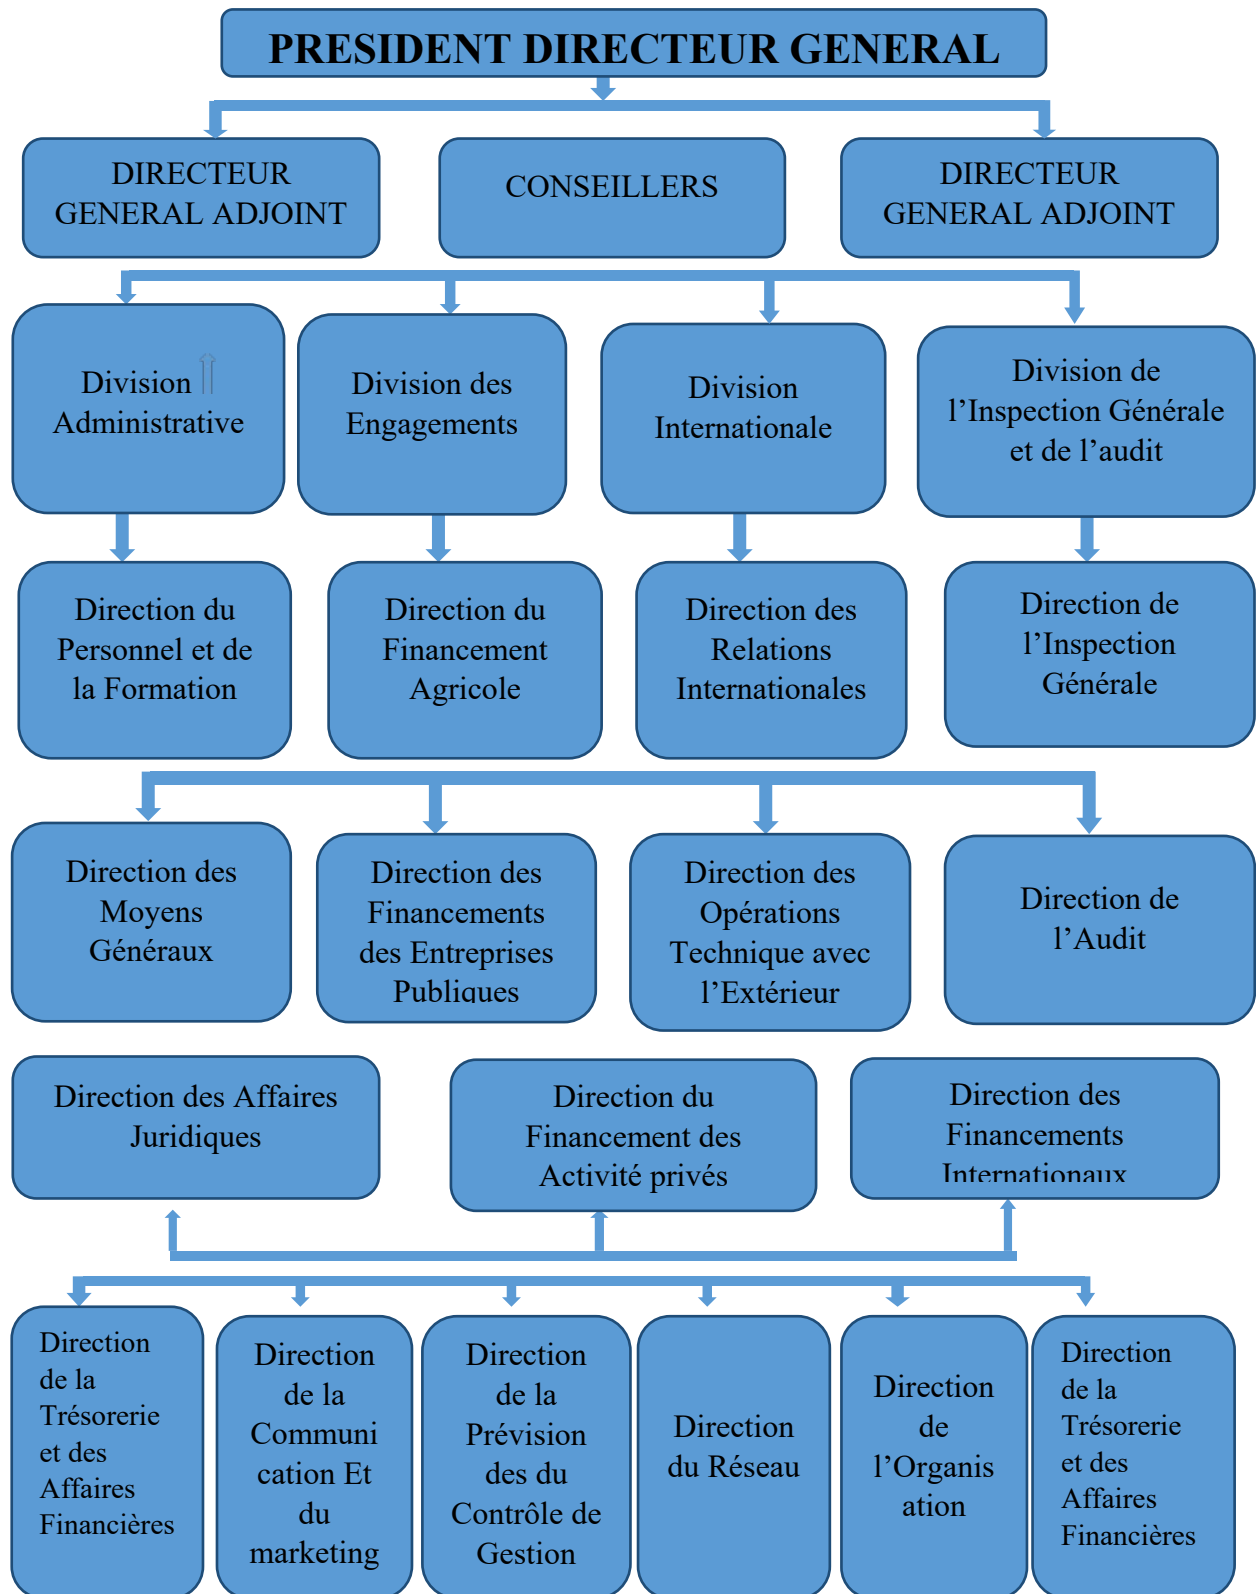 PRESIDENT DIRECTEUR GENERAL
DIRECTEUR
GENERAL ADJOINT
CONSEILLERS
DIRECTEUR
GENERAL ADJOINT
Division
Administrative
Division des
Engagements
Division
Internationale
Division de
l’Inspection Générale
et de l’audit
Direction du
Personnel et de
la Formation
Direction du
Financement
Agricole
Direction des
Relations
Internationales
Direction de
l’Inspection
Générale
Direction des
Moyens
Généraux
Direction des
Financements
des Entreprises
Publiques
Direction des
Opérations
Technique avec
l’Extérieur
Direction de
l’Audit
Direction des Affaires
Juridiques
Direction du
Financement des
Activité privés
Direction des
Financements
Internationaux
Direction
de la
Trésorerie
et des
Affaires
Financières
Direction
de la
Communi
cation Et
du
marketing
Direction
de la
Prévision
des du
Contrôle de
Gestion
Direction
du Réseau
Direction
de
l’Organis
ation
Direction
de la
Trésorerie
et des
Affaires
Financières